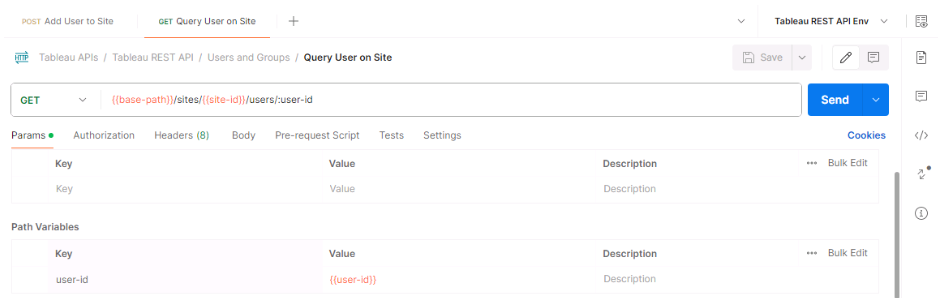 POST Add User to Site GET Query User on Site + Tableau REST API Env
HTTP Tableau APIs / Tableau REST API / Users and Groups / Query User on Site Save
GET {{base-path}}/sites/{{site-id}}/users/:user-id Send
Params Authorization Headers (8) Body Pre-request Script Tests Settings Cookies
Key Value Description Bulk Edit
Key Value Description
Path Variables
Key Value Description Bulk Edit
user-id {{user-id}} Description